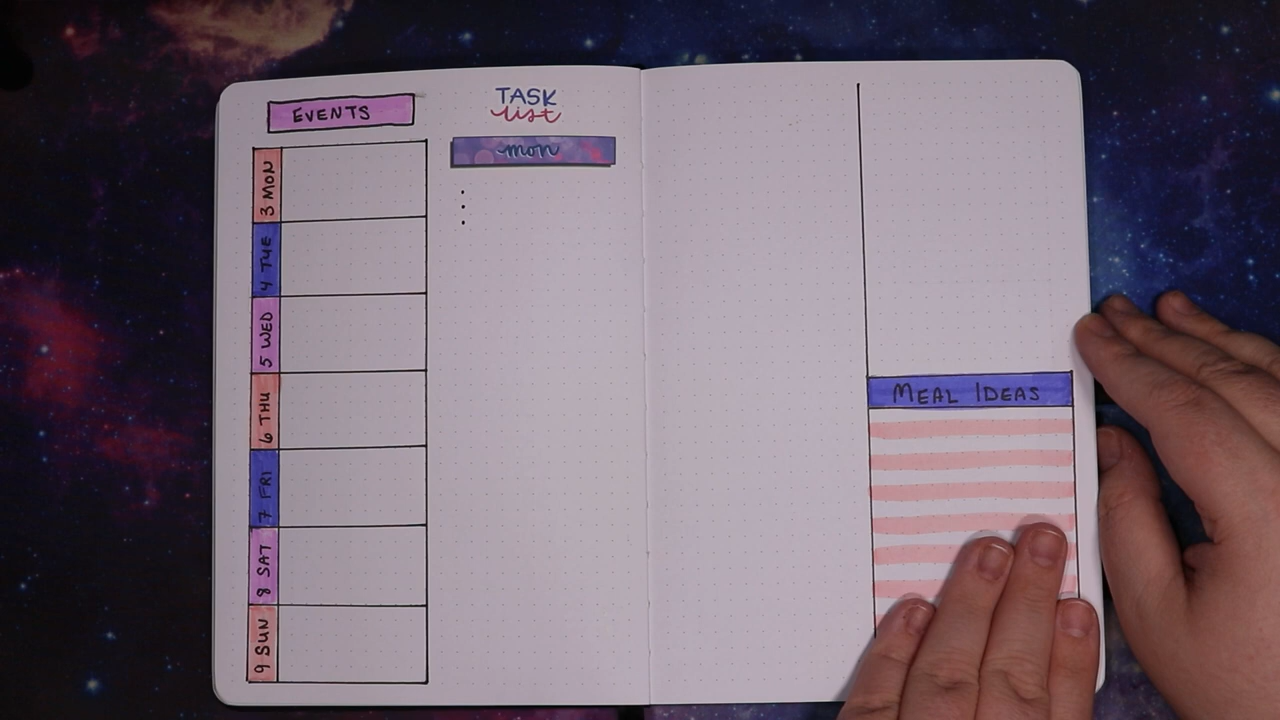 EVENTS
3 MON
4 TUE
5 WED
6 THU
7 FRI
8 SAT
9 SUN
TASK
list
mon
MEAL IDEAS